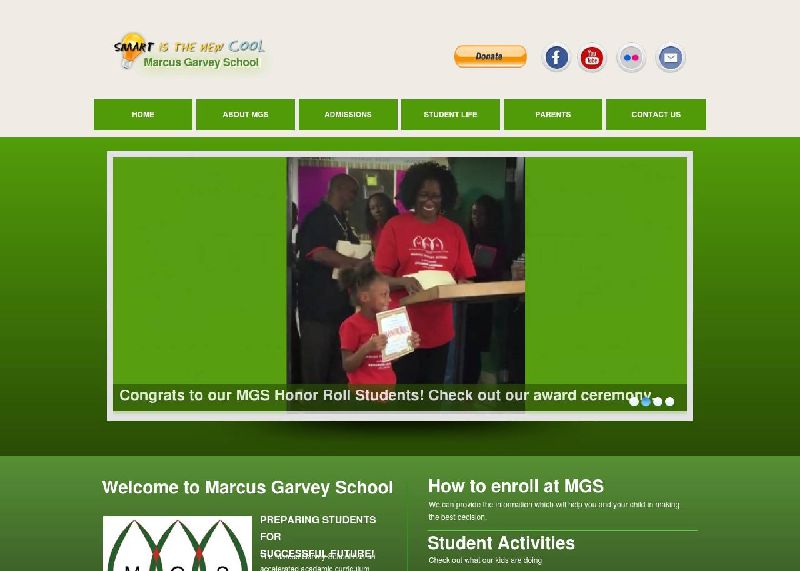 SMART IS THE NEW COOL
Marcus Garvey School
Donate
You
Tube
HOME
ABOUT MGS
ADMISSIONS
STUDENT LIFE
PARENTS
CONTACT US
Congrats to our MGS Honor Roll Students! Check out our award ceremony
Welcome to Marcus Garvey School
PREPARING STUDENTS
FOR
SUCCESSFUL FUTURE!
accelerated academic curriculum
M G S
How to enroll at MGS
We can provide the information which will help you and your child in making
the best decision.
Student Activities
Check out what our kids are doing